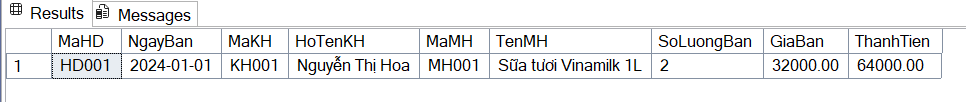 Results Messages
MaHD NgayBan MaKH HoTenKH MaMH TenMH SoLuongBan GiaBan ThanhTien
1 HD001 2024-01-01 KH001 Nguyễn Thị Hoa MH001 Sữa tươi Vinamilk 1L 2 32000.00 64000.00